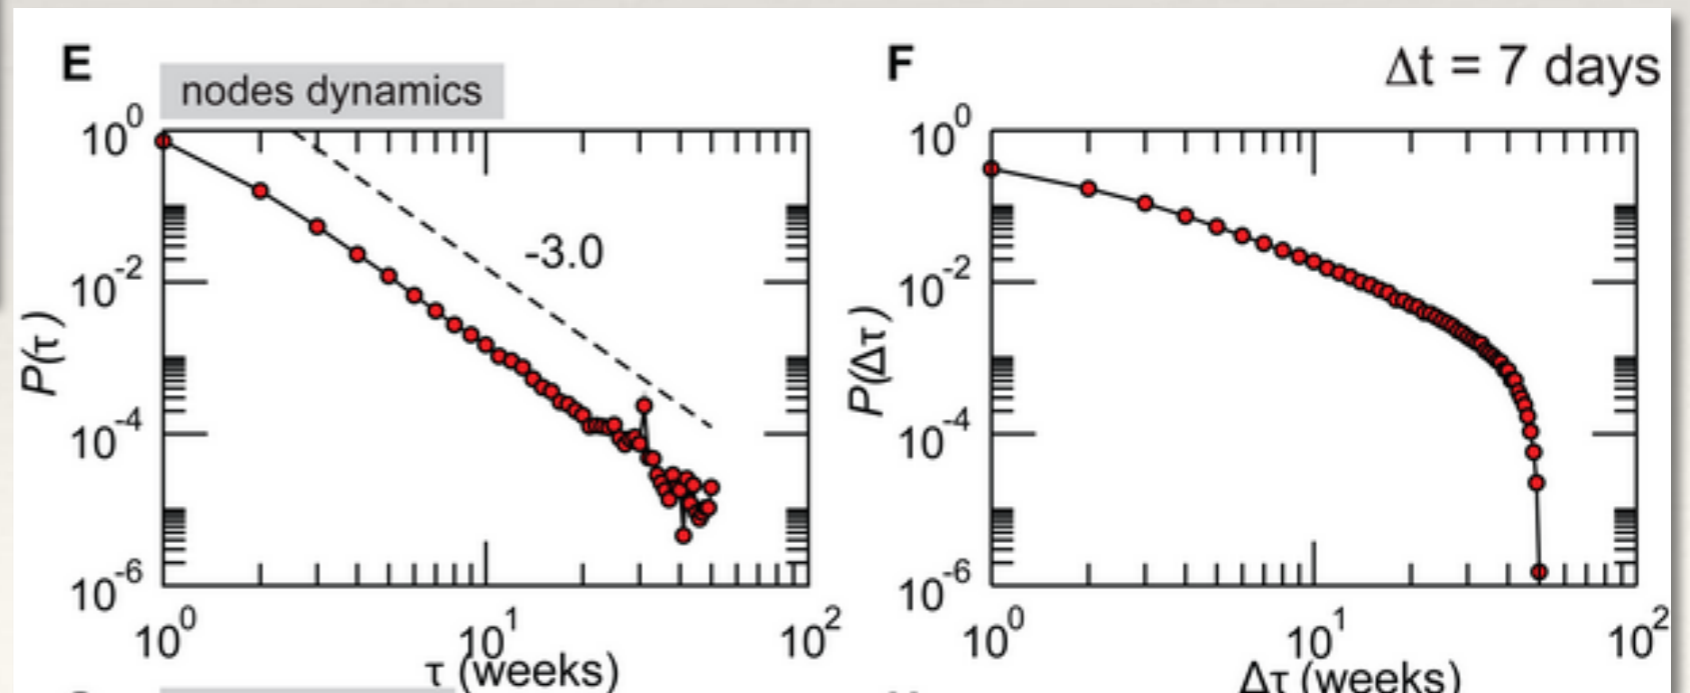 E
nodes dynamics
F
Δt = 7 days
10^0
10^-2
10^-4
10^-6
P(τ)
-3.0
10^0
10^1
10^2
τ (weeks)
10^0
10^-2
10^-4
10^-6
P(Δτ)
10^0
10^1
10^2
Δτ (weeks)